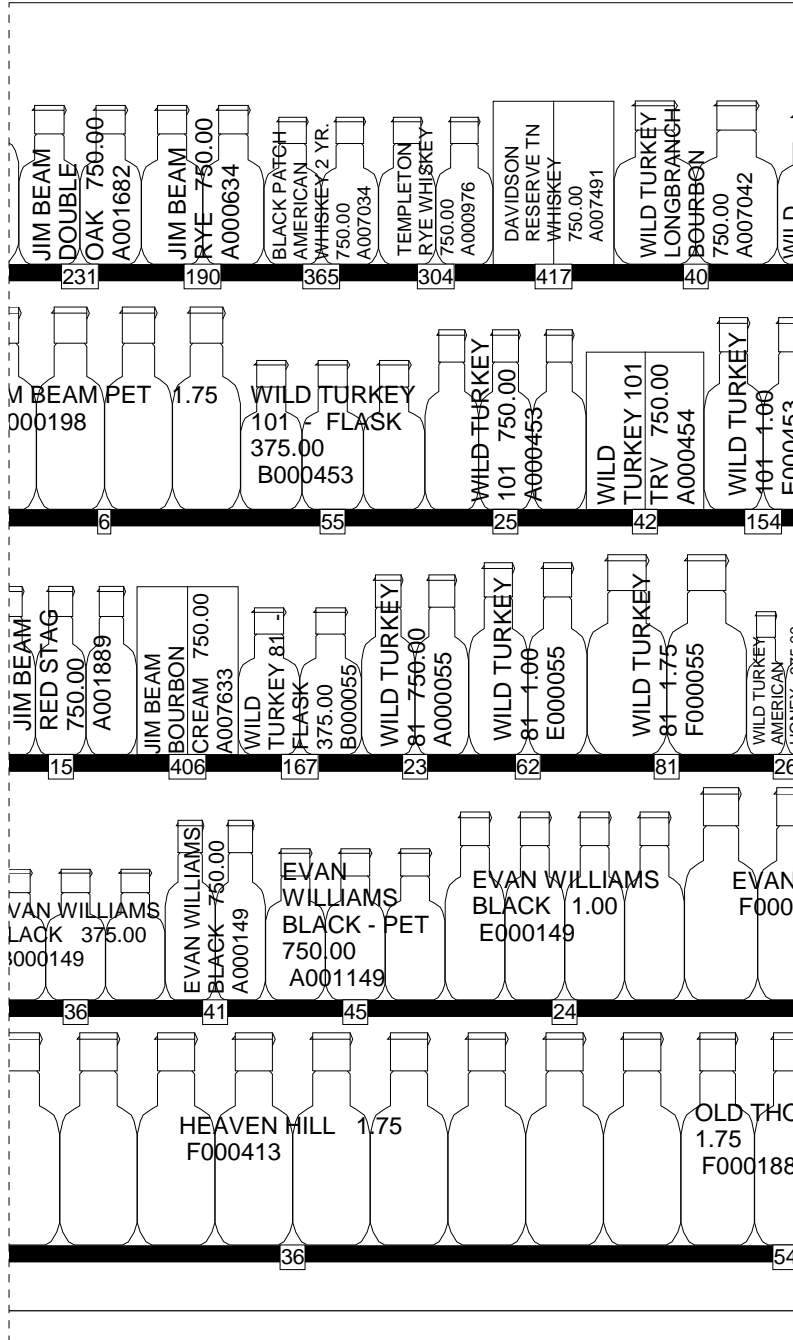 JIM BEAM
DOUBLE
OAK 750.00
A001682
JIM BEAM
RYE 750.00
A000634
BLACK PATCH
AMERICAN
WHISKEY 2 YR.
750.00
A007034
TEMPLETON
RYE WHISKEY
750.00
A000976
DAVIDSON
RESERVE TN
WHISKEY
750.00
A007491
WILD TURKEY
LONGBRANCH
BOURBON
750.00
A007042
WILD
231
190
365
304
417
40
M BEAM PET 1.75
000198
WILD TURKEY
101 - FLASK
375.00
B000453
WILD TURKEY
101 750.00
A000453
WILD
TURKEY 101
TRV 750.00
A000454
WILD TURKEY
101 1.00
E000453
6
55
25
42
154
JIM BEAM
RED STAG
750.00
A001889
JIM BEAM
BOURBON
CREAM 750.00
A007633
WILD
TURKEY 81 -
FLASK
375.00
B000055
WILD TURKEY
81 750.00
A000055
WILD TURKEY
81 1.00
E000055
WILD TURKEY
81 1.75
F000055
WILD TURKEY
AMERICAN
15
406
167
23
62
81
26
VAN WILLIAMS
LACK 375.00
B000149
EVAN WILLIAMS
BLACK 750.00
A000149
EVAN
WILLIAMS
BLACK - PET
750.00
A001149
EVAN WILLIAMS
BLACK 1.00
E000149
EVAN
F000
36
41
45
24
HEAVEN HILL 1.75
F000413
OLD THO
1.75
F000188
36
54